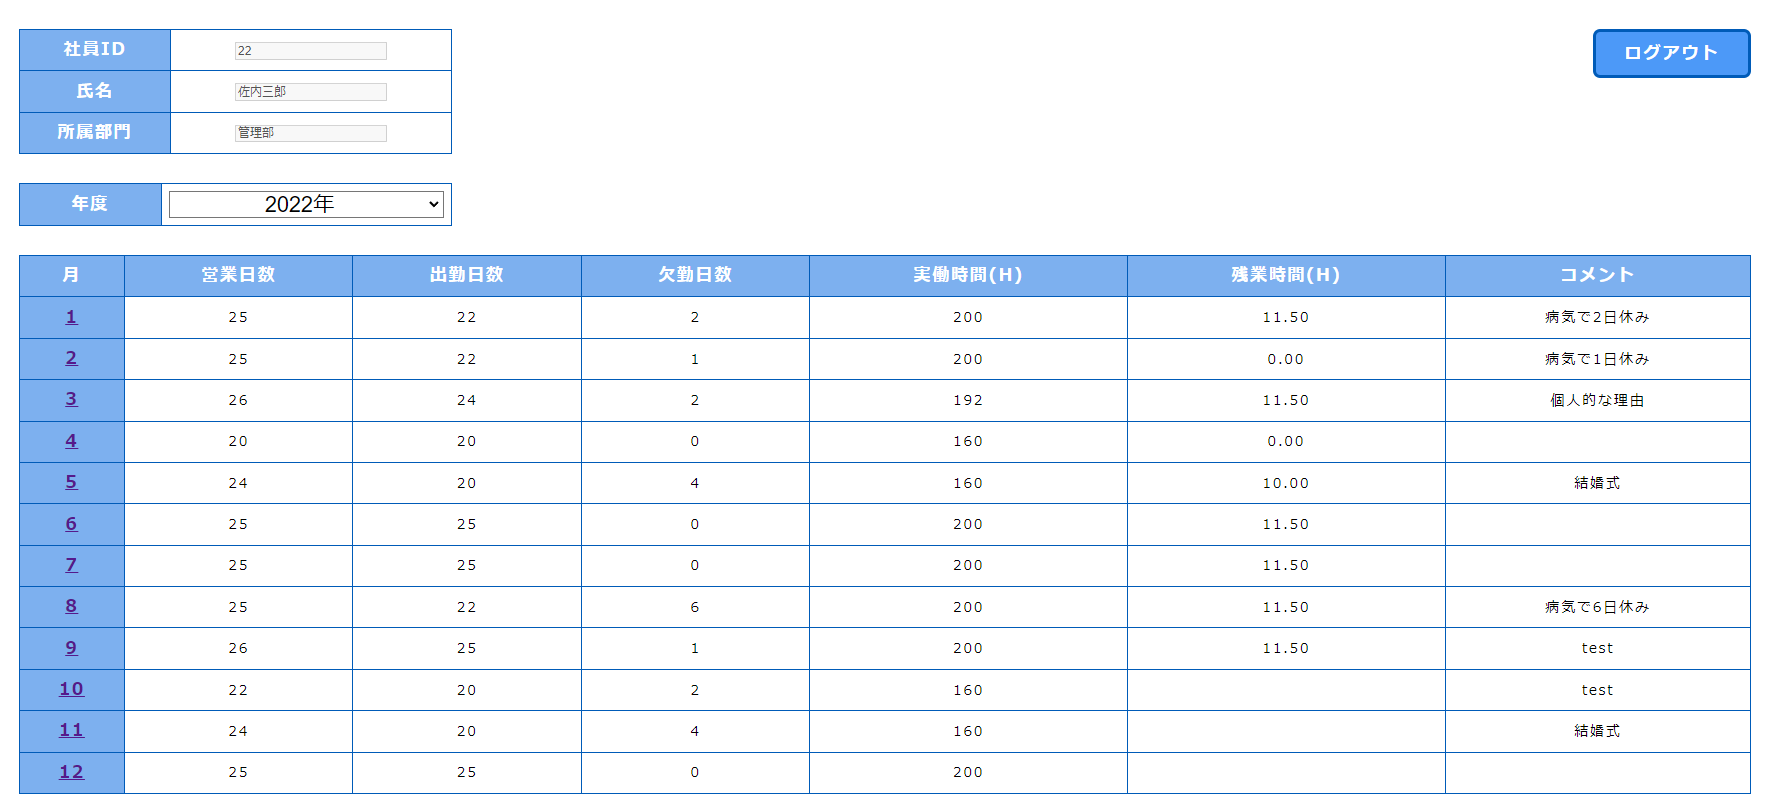 社員ID 22
ログアウト
氏名 佐内三郎
所属部門 管理部
年度 2022年
月 営業日数 出勤日数 欠勤日数 実働時間(H) 残業時間(H) コメント
1 25 22 2 200 11.50 病気で2日休み
2 25 22 1 200 0.00 病気で1日休み
3 26 24 2 192 11.50 個人的な理由
4 20 20 0 160 0.00
5 24 20 4 160 10.00 結婚式
6 25 25 0 200 11.50
7 25 25 0 200 11.50
8 25 22 6 200 11.50 病気で6日休み
9 26 25 1 200 11.50 test
10 22 20 2 160 test
11 24 20 4 160 結婚式
12 25 25 0 200